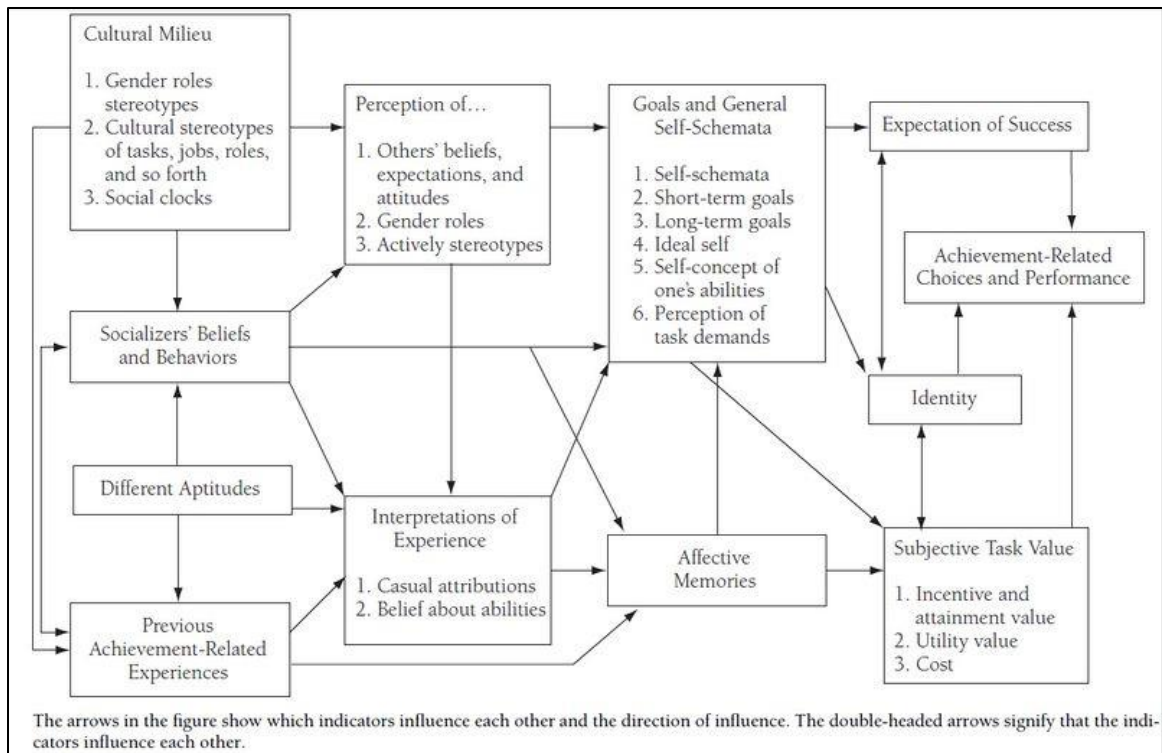 Cultural Milieu
1. Gender roles
stereotypes
2. Cultural stereotypes
of tasks, jobs, roles,
and so forth
3. Social clocks
Perception of…
1. Others’ beliefs,
expectations, and
attitudes
2. Gender roles
3. Actively stereotypes
Goals and General
Self-Schemata
1. Self-schemata
2. Short-term goals
3. Long-term goals
4. Ideal self
5. Self-concept of
one’s abilities
6. Perception of
task demands
Expectation of Success
Achievement-Related
Choices and Performance
Socializers’ Beliefs
and Behaviors
Identity
Different Aptitudes
Interpretations of
Experience
1. Casual attributions
2. Belief about abilities
Affective
Memories
Subjective Task Value
1. Incentive and
attainment value
2. Utility value
3. Cost
Previous
Achievement-Related
Experiences
The arrows in the figure show which indicators influence each other and the direction of influence. The double-headed arrows signify that the indi-
cators influence each other.